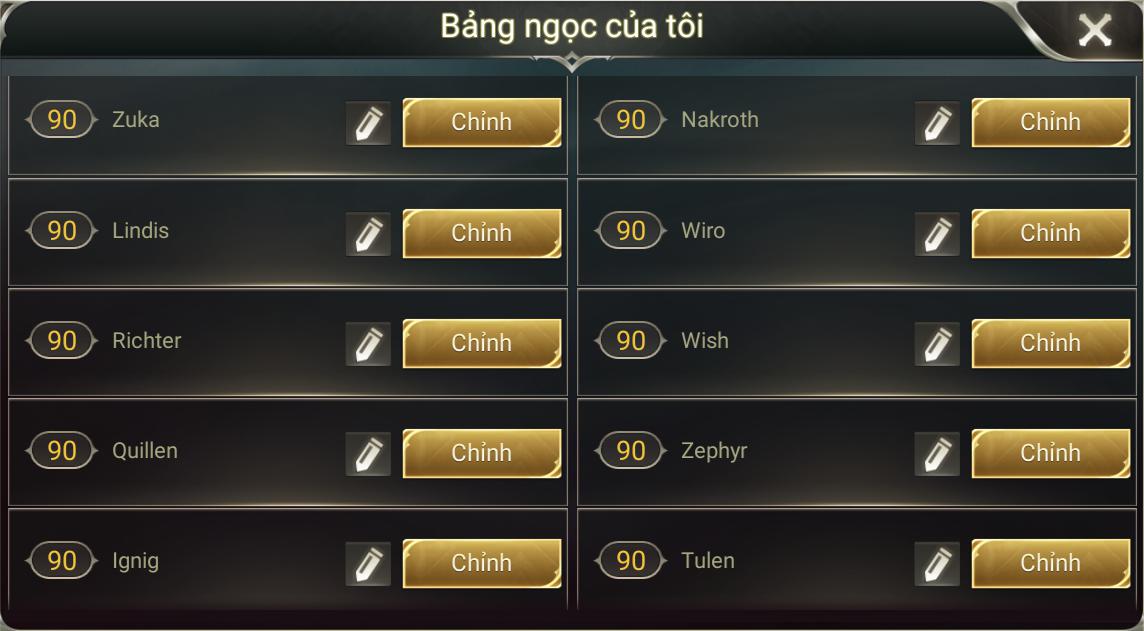 Bảng ngọc của tôi
90 Zuka Chỉnh
90 Nakroth Chỉnh
90 Lindis Chỉnh
90 Wiro Chỉnh
90 Richter Chỉnh
90 Wish Chỉnh
90 Quillen Chỉnh
90 Zephyr Chỉnh
90 Ignig Chỉnh
90 Tulen Chỉnh